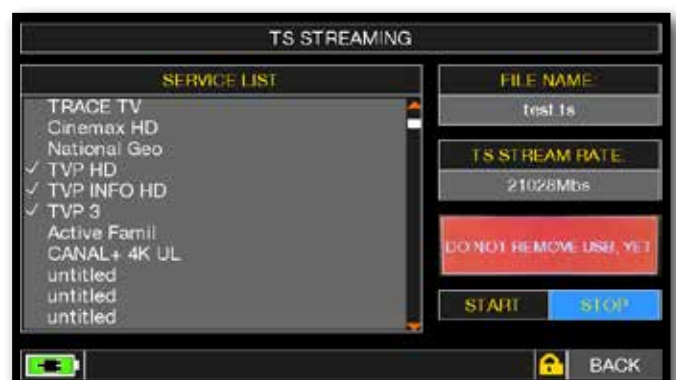 TS STREAMING
SERVICE LIST
TRACE TV
Cinemax HD
National Geo
✓ TVP HD
✓ TVP INFO HD
✓ TVP 3
Active Famil
CANAL+ 4K UL
untitled
untitled
untitled
FILE NAME:
test.ts
TS STREAM RATE:
21028Mbs
DO NOT REMOVE USB, YET
START STOP
BACK